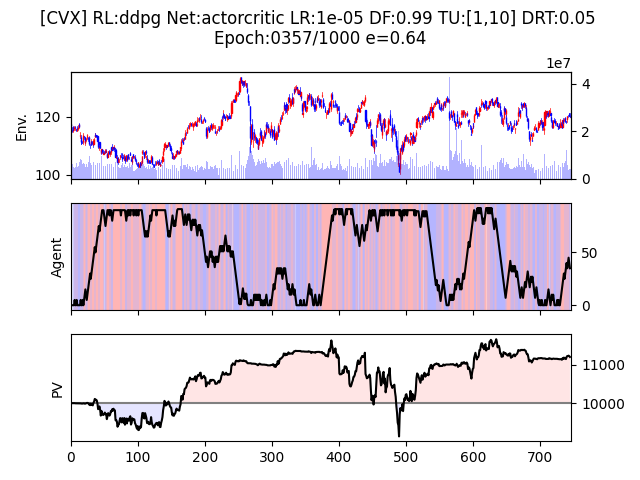 [CVX] RL:ddpg Net:actorcritic LR:1e-05 DF:0.99 TU:[1,10] DRT:0.05
Epoch:0357/1000 e=0.64
1e7
Env.
120
100
4
2
0
Agent
50
0
PV
11000
10000
0 100 200 300 400 500 600 700